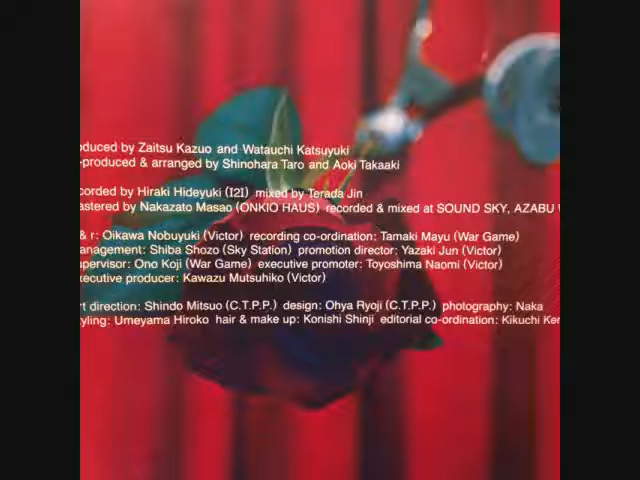 oduced by Zaitsu Kazuo and Watauchi Katsuyuki
-produced & arranged by Shinohara Taro and Aoki Takaaki
corded by Hiraki Hideyuki (I2I) mixed by Terada Jin
astered by Nakazato Masao (ONKIO HAUS) recorded & mixed at SOUND SKY, AZABU
& r: Oikawa Nobuyuki (Victor) recording co-ordination: Tamaki Mayu (War Game)
anagement: Shiba Shozo (Sky Station) promotion director: Yazaki Jun (Victor)
pervisor: Ono Koji (War Game) executive promoter: Toyoshima Naomi (Victor)
xecutive producer: Kawazu Mutsuhiko (Victor)
rt direction: Shindo Mitsuo (C.T.P.P.) design: Ohya Ryoji (C.T.P.P.) photography: Naka
yling: Umeyama Hiroko hair & make up: Konishi Shinji editorial co-ordination: Kikuchi Ker